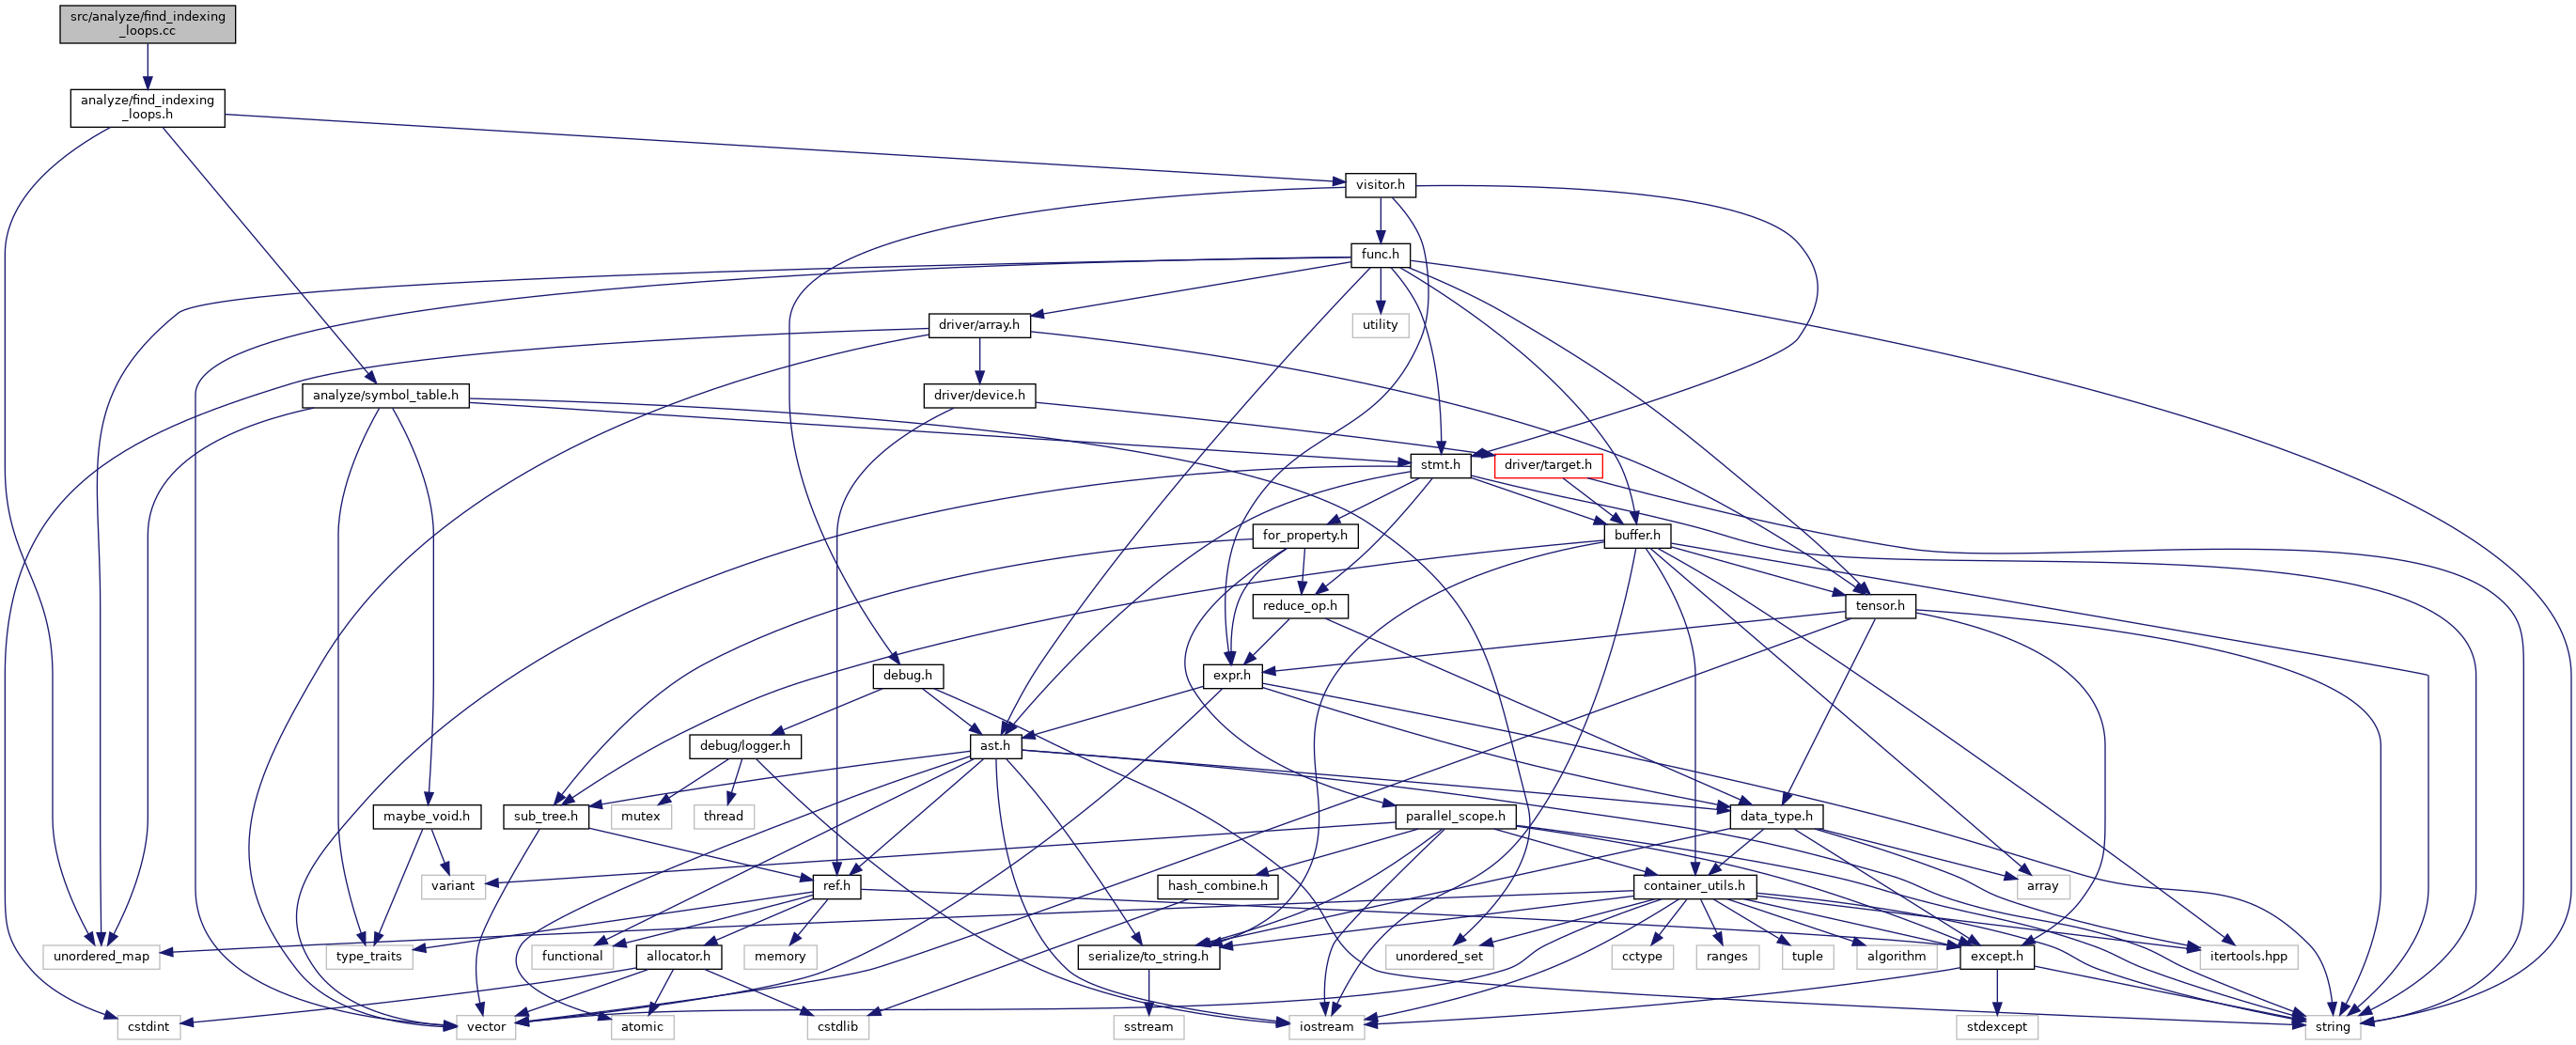 src/analyze/find_indexing
_loops.cc
analyze/find_indexing
_loops.h
visitor.h
func.h
driver/array.h
utility
analyze/symbol_table.h
driver/device.h
stmt.h
driver/target.h
for_property.h
buffer.h
reduce_op.h
tensor.h
debug.h
expr.h
debug/logger.h
ast.h
maybe_void.h
sub_tree.h
mutex
thread
parallel_scope.h
data_type.h
variant
ref.h
hash_combine.h
container_utils.h
array
unordered_map
type_traits
functional
allocator.h
memory
serialize/to_string.h
unordered_set
cctype
ranges
tuple
algorithm
except.h
itertools.hpp
cstdint
vector
atomic
cstdlib
sstream
iostream
stdexcept
string